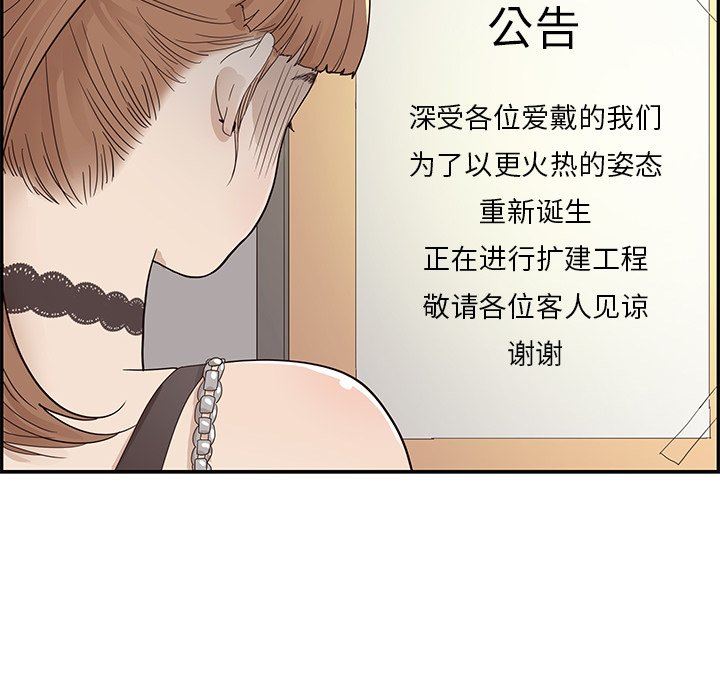 公告
深受各位爱戴的我们
为了以更火热的姿态
重新诞生
正在进行扩建工程
敬请各位客人见谅
谢谢